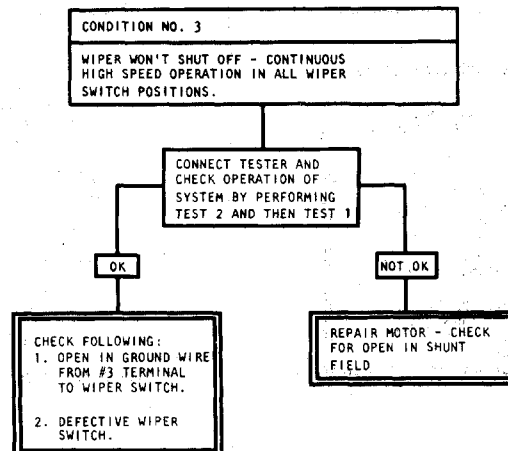 CONDITION NO. 3
WIPER WON'T SHUT OFF - CONTINUOUS
HIGH SPEED OPERATION IN ALL WIPER
SWITCH POSITIONS.
CONNECT TESTER AND
CHECK OPERATION OF
SYSTEM BY PERFORMING
TEST 2 AND THEN TEST 1
OK
NOT OK
CHECK FOLLOWING:
1. OPEN IN GROUND WIRE
FROM #3 TERMINAL
TO WIPER SWITCH.
2. DEFECTIVE WIPER
SWITCH.
REPAIR MOTOR - CHECK
FOR OPEN IN SHUNT
FIELD